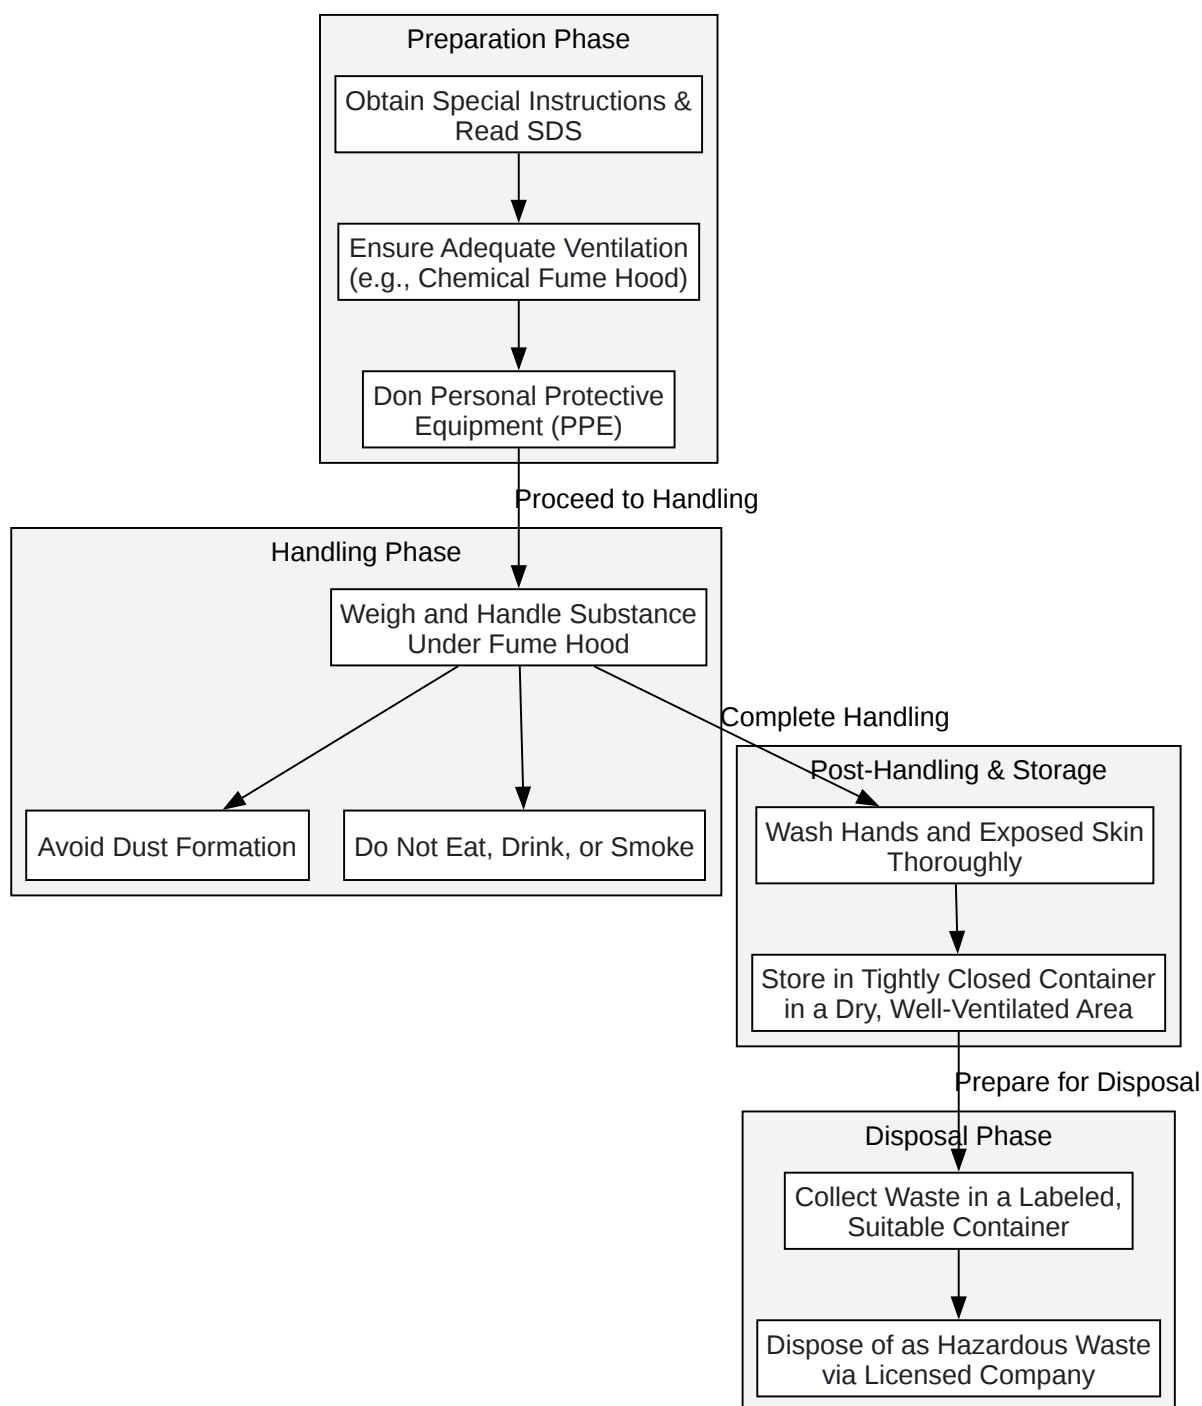 Preparation Phase
Obtain Special Instructions &
Read SDS
Ensure Adequate Ventilation
(e.g., Chemical Fume Hood)
Don Personal Protective
Equipment (PPE)
Proceed to Handling
Handling Phase
Weigh and Handle Substance
Under Fume Hood
Avoid Dust Formation
Do Not Eat, Drink, or Smoke
Complete Handling
Post-Handling & Storage
Wash Hands and Exposed Skin
Thoroughly
Store in Tightly Closed Container
in a Dry, Well-Ventilated Area
Prepare for Disposal
Disposal Phase
Collect Waste in a Labeled,
Suitable Container
Dispose of as Hazardous Waste
via Licensed Company